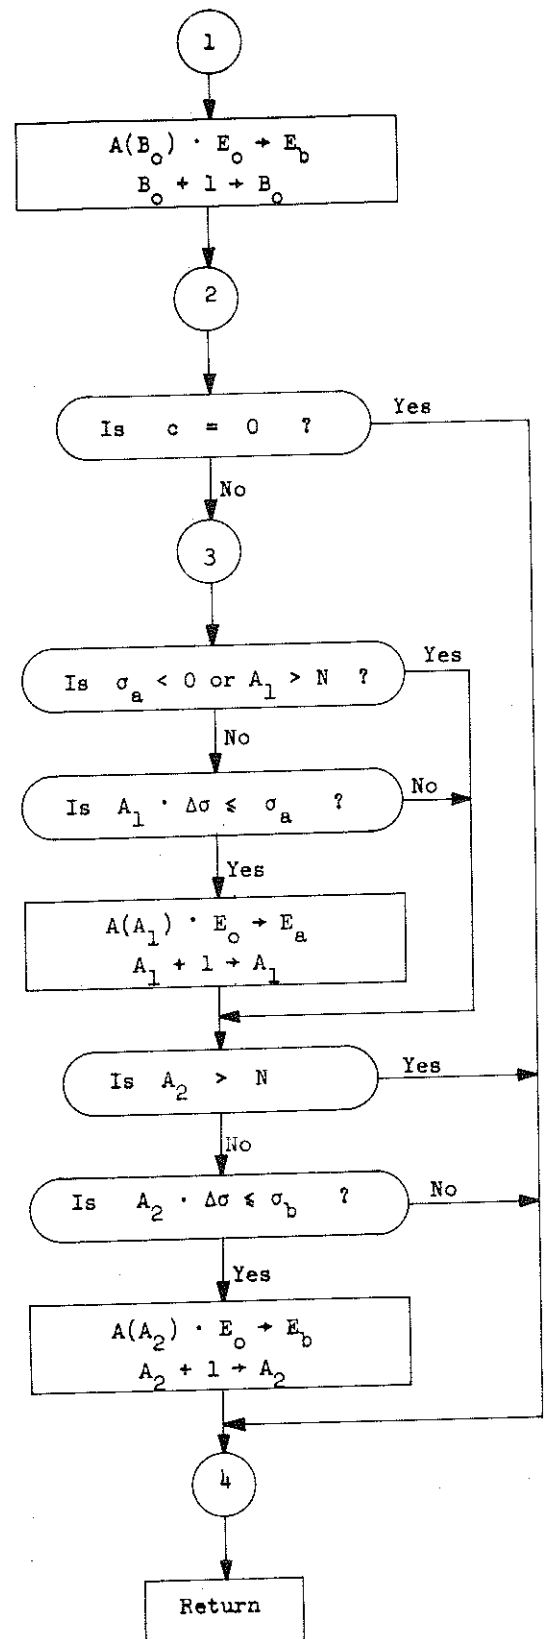 1
A(B_o) · E_o → E_b
B_o + 1 → B_o
2
Is c = 0 ?
Yes
No
3
Is σ_a < 0 or A_1 > N ?
Yes
No
Is A_1 · Δσ ≤ σ_a ?
No
Yes
A(A_1) · E_o → E_a
A_1 + 1 → A_1
Is A_2 > N
Yes
No
Is A_2 · Δσ ≤ σ_b ?
No
Yes
A(A_2) · E_o → E_b
A_2 + 1 → A_2
4
Return